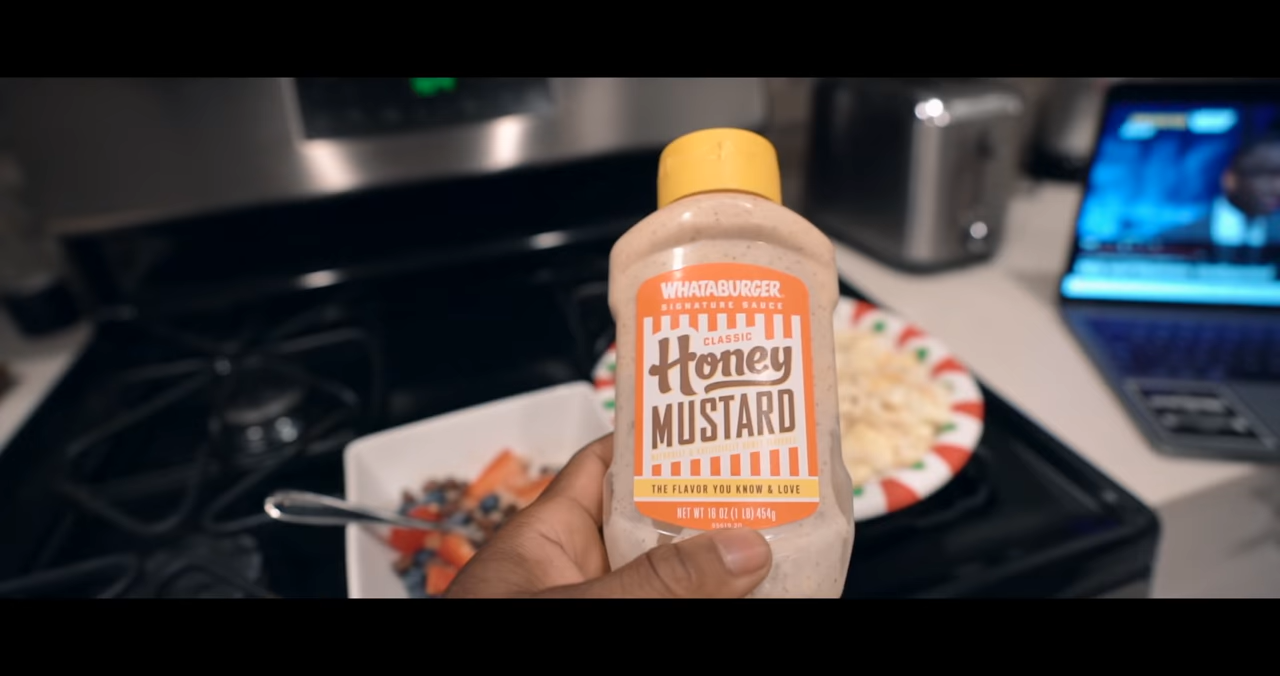 WHATABURGER
SIGNATURE SAUCE
CLASSIC
Honey
MUSTARD
THE FLAVOR YOU KNOW & LOVE
NET WT 16 OZ (1 LB) 454g